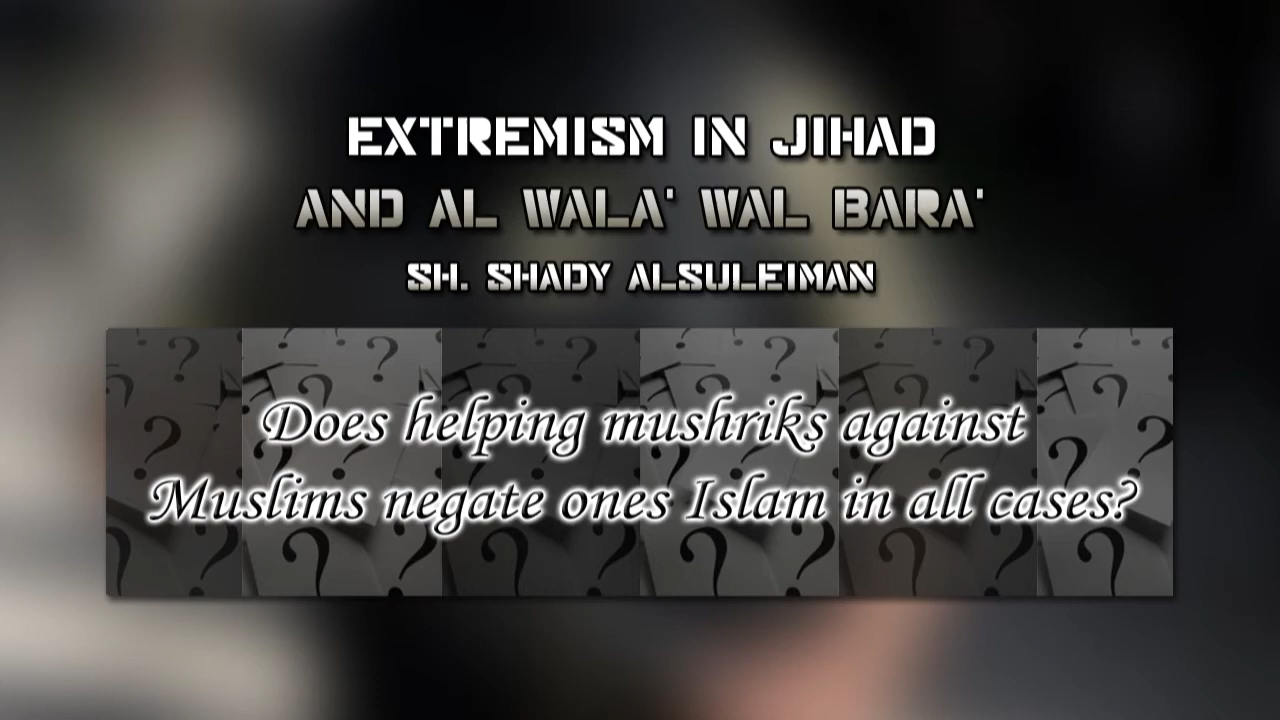 EXTREMISM IN JIHAD
AND AL WALA' WAL BARA'
SH. SHADY ALSULEIMAN
Does helping mushriks against
Muslims negate ones Islam in all cases?